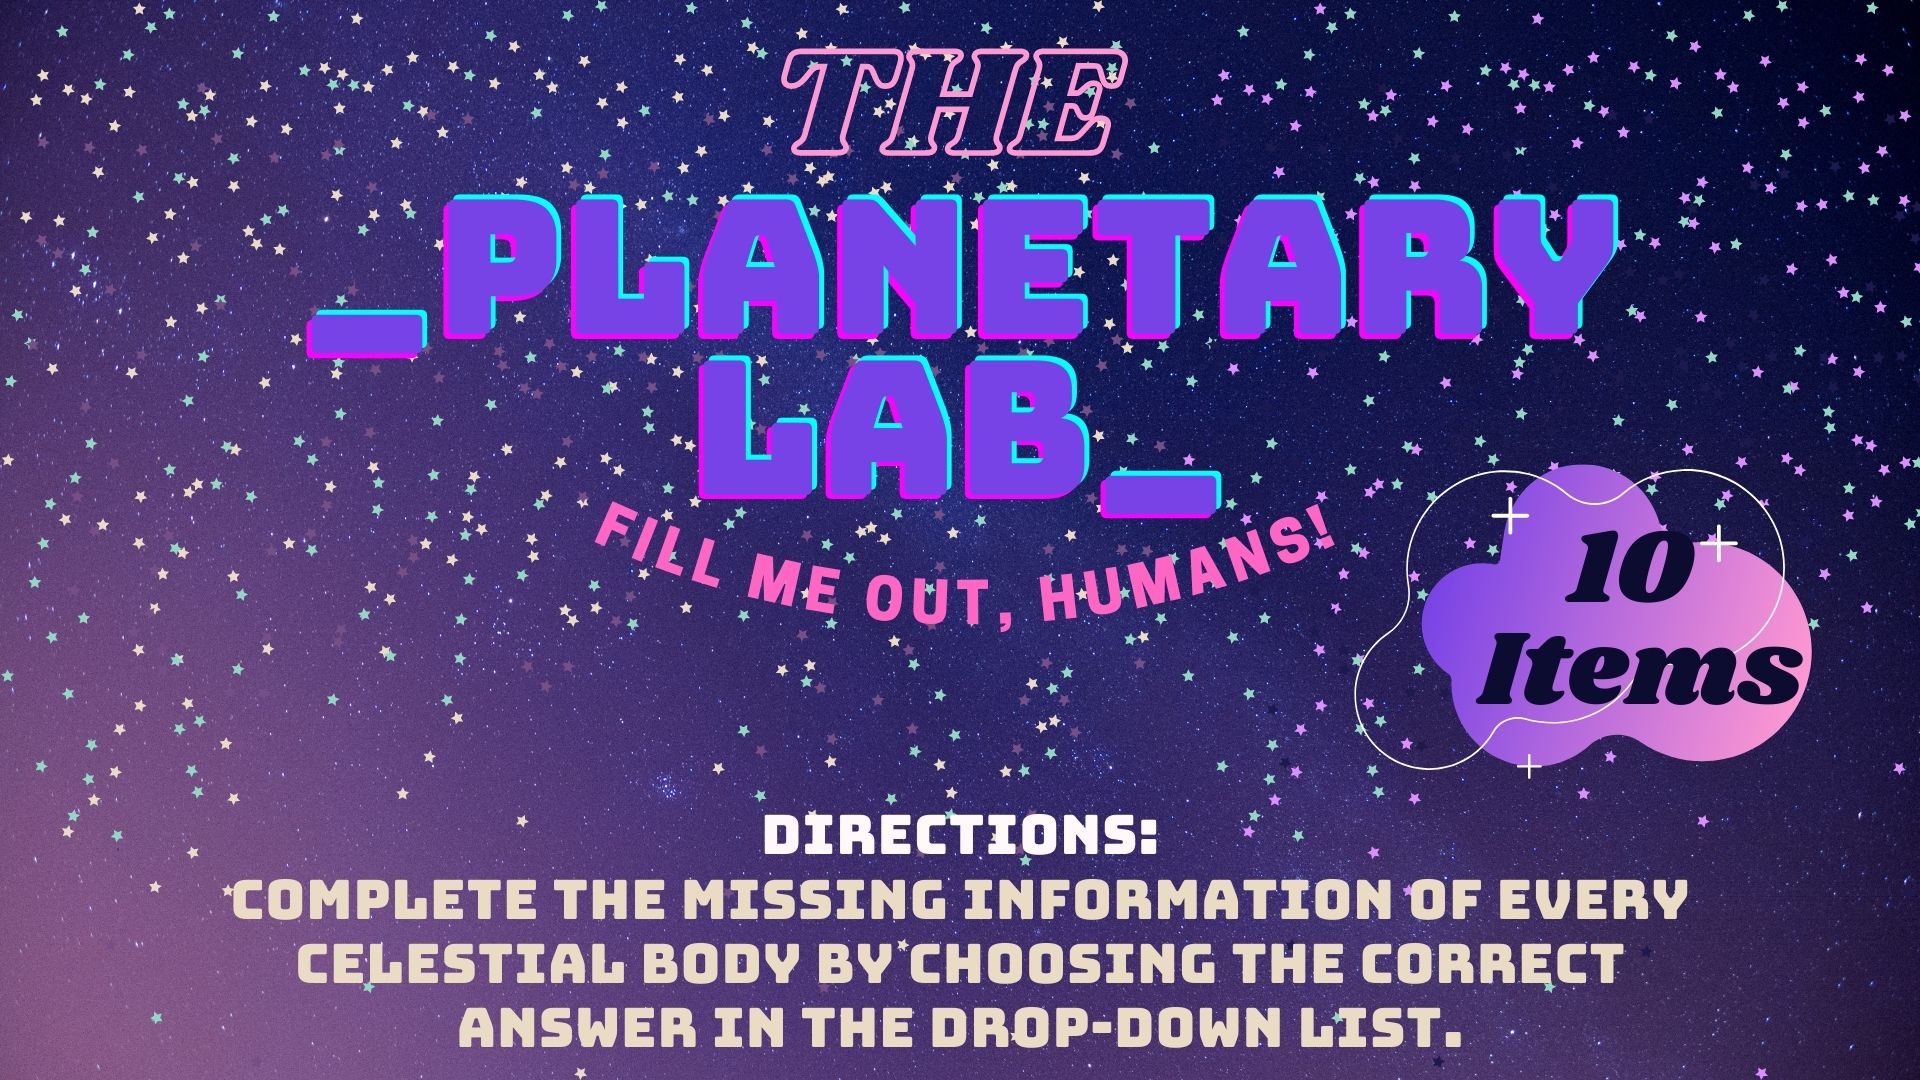 THE
_PLANETARY
LAB_
FILL ME OUT, HUMANS!
10
Items
DIRECTIONS:
COMPLETE THE MISSING INFORMATION OF EVERY
CELESTIAL BODY BY CHOOSING THE CORRECT
ANSWER IN THE DROP-DOWN LIST.